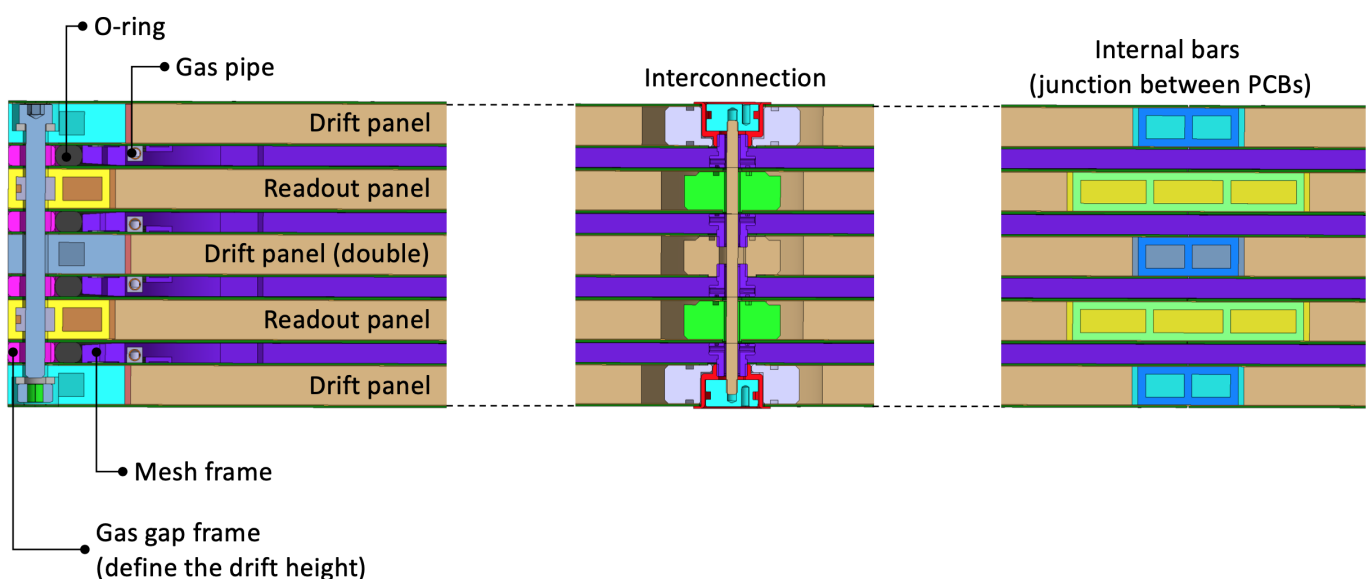 O-ring
Gas pipe
Interconnection
Internal bars
(junction between PCBs)
Drift panel
Readout panel
Drift panel (double)
Readout panel
Drift panel
Mesh frame
Gas gap frame
(define the drift height)